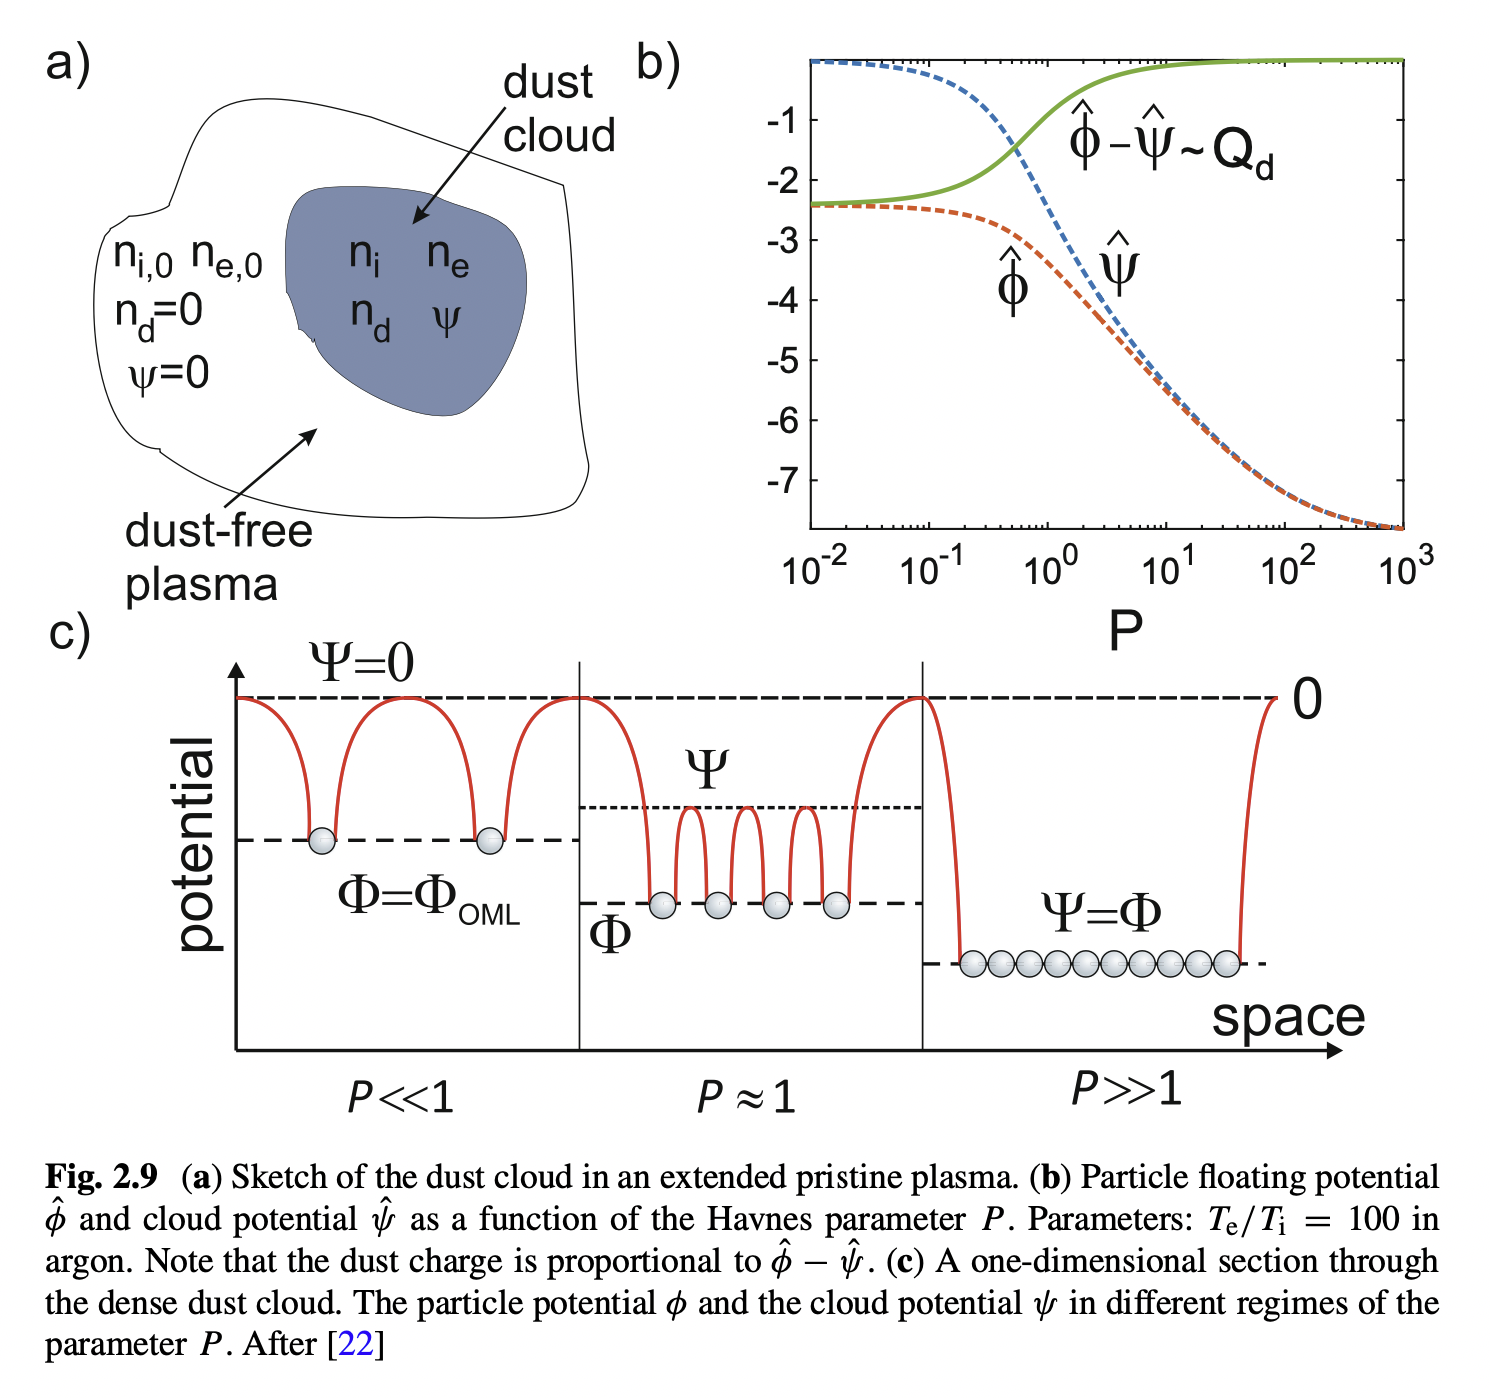 a)
dust
cloud
n_i,0 n_e,0
n_d=0
ψ=0
n_i n_e
n_d ψ
dust-free
plasma
b)
-1
-2
-3
-4
-5
-6
-7
ϕ̂ – ψ̂ ~ Q_d
ψ̂
ϕ̂
10^-2 10^-1 10^0 10^1 10^2 10^3
P
c)
Ψ=0
0
potential
Φ=Φ_OML
Ψ
Φ
Ψ=Φ
space
P<<1
P ≈ 1
P>>1
Fig. 2.9 (a) Sketch of the dust cloud in an extended pristine plasma. (b) Particle floating potential
ϕ̂ and cloud potential ψ̂ as a function of the Havnes parameter P. Parameters: T_e/T_i = 100 in
argon. Note that the dust charge is proportional to ϕ̂ − ψ̂. (c) A one-dimensional section through
the dense dust cloud. The particle potential ϕ and the cloud potential ψ in different regimes of the
parameter P. After [22]